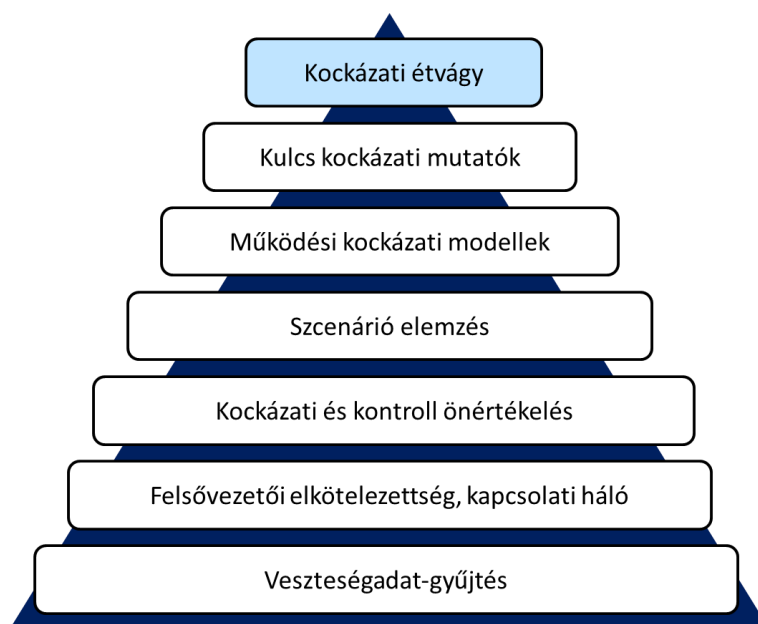 Kockázati étvágy
Kulcs kockázati mutatók
Működési kockázati modellek
Szcenárió elemzés
Kockázati és kontroll önértékelés
Felsővezetői elkötelezettség, kapcsolati háló
Veszteségadat-gyűjtés